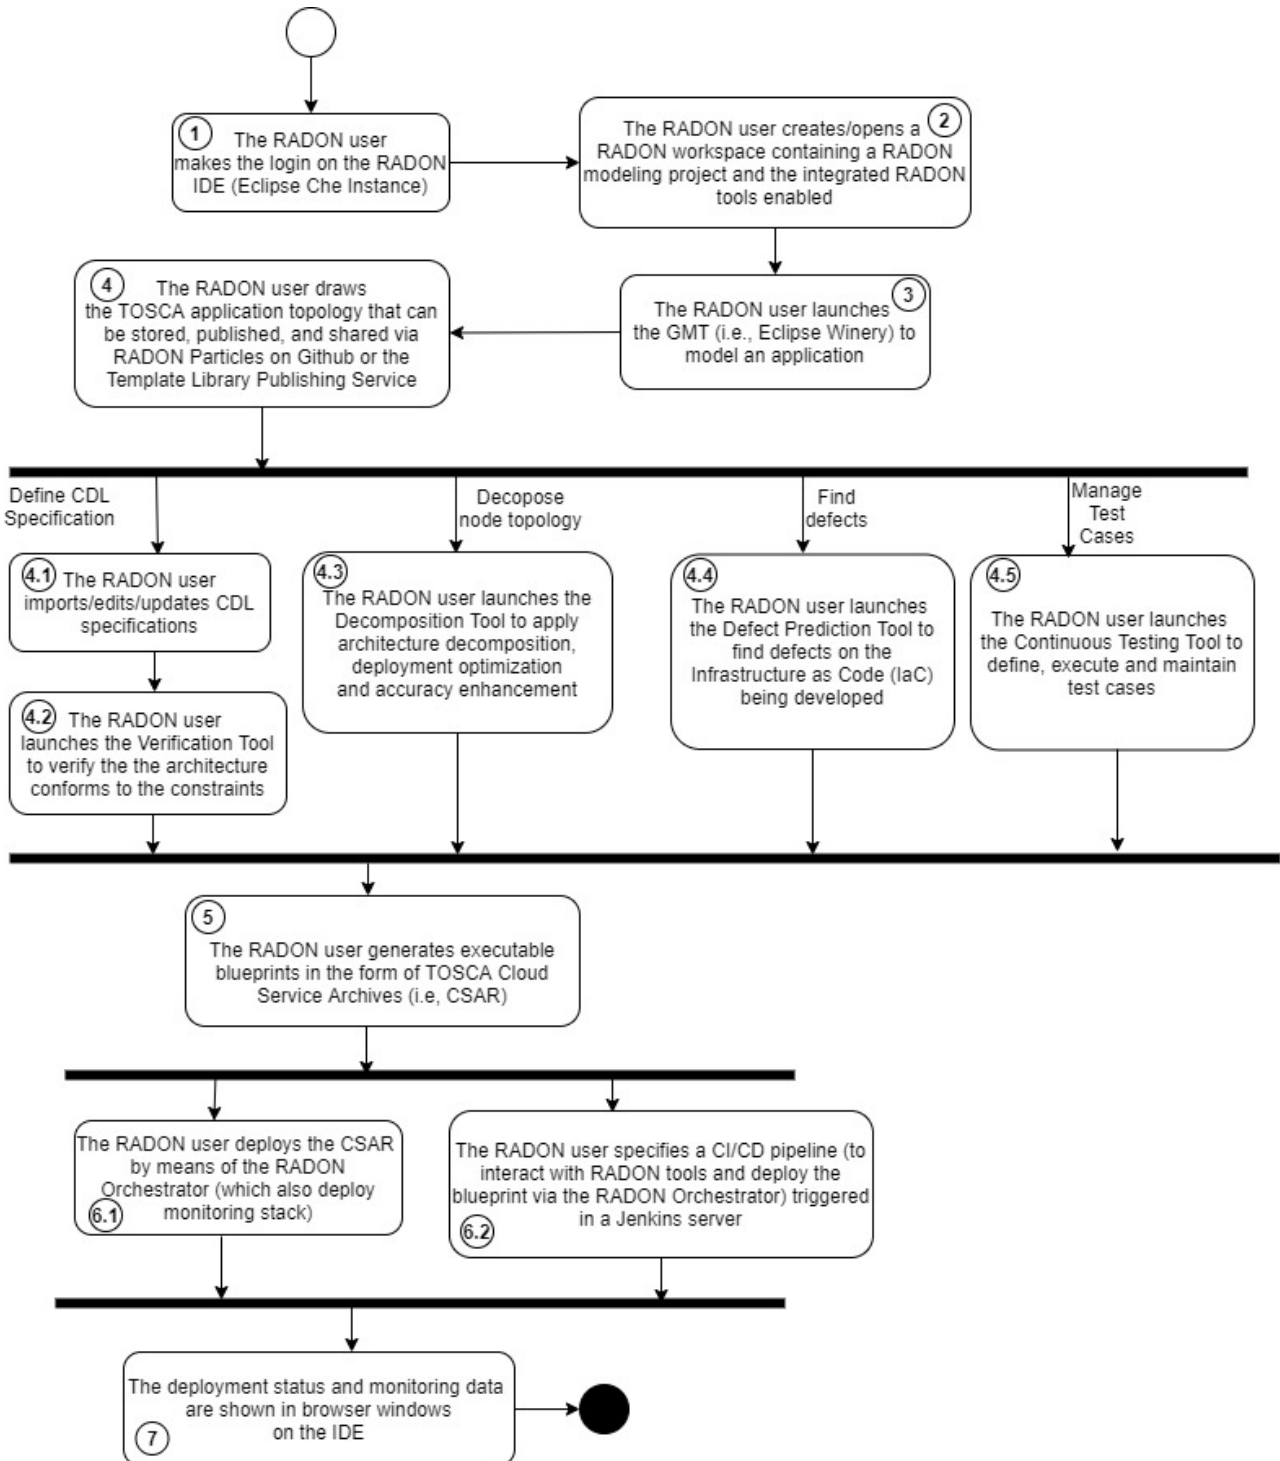 1
The RADON user
makes the login on the RADON
IDE (Eclipse Che Instance)
2
The RADON user creates/opens a
RADON workspace containing a RADON
modeling project and the integrated RADON
tools enabled
3
The RADON user launches
the GMT (i.e., Eclipse Winery) to
model an application
4
The RADON user draws
the TOSCA application topology that can
be stored, published, and shared via
RADON Particles on Github or the
Template Library Publishing Service
Define CDL
Specification
Decopose
node topology
Find
defects
Manage
Test
Cases
4.1
The RADON user
imports/edits/updates CDL
specifications
4.2
The RADON user
launches the Verification Tool
to verify the the architecture
conforms to the constraints
4.3
The RADON user launches the
Decomposition Tool to apply
architecture decomposition,
deployment optimization
and accuracy enhancement
4.4
The RADON user launches
the Defect Prediction Tool to
find defects on the
Infrastructure as Code (IaC)
being developed
4.5
The RADON user launches
the Continuous Testing Tool to
define, execute and maintain
test cases
5
The RADON user generates executable
blueprints in the form of TOSCA Cloud
Service Archives (i.e, CSAR)
The RADON user deploys the CSAR
by means of the RADON
Orchestrator (which also deploy
monitoring stack)
6.1
The RADON user specifies a CI/CD pipeline (to
interact with RADON tools and deploy the
blueprint via the RADON Orchestrator) triggered
in a Jenkins server
6.2
The deployment status and monitoring data
are shown in browser windows
on the IDE
7